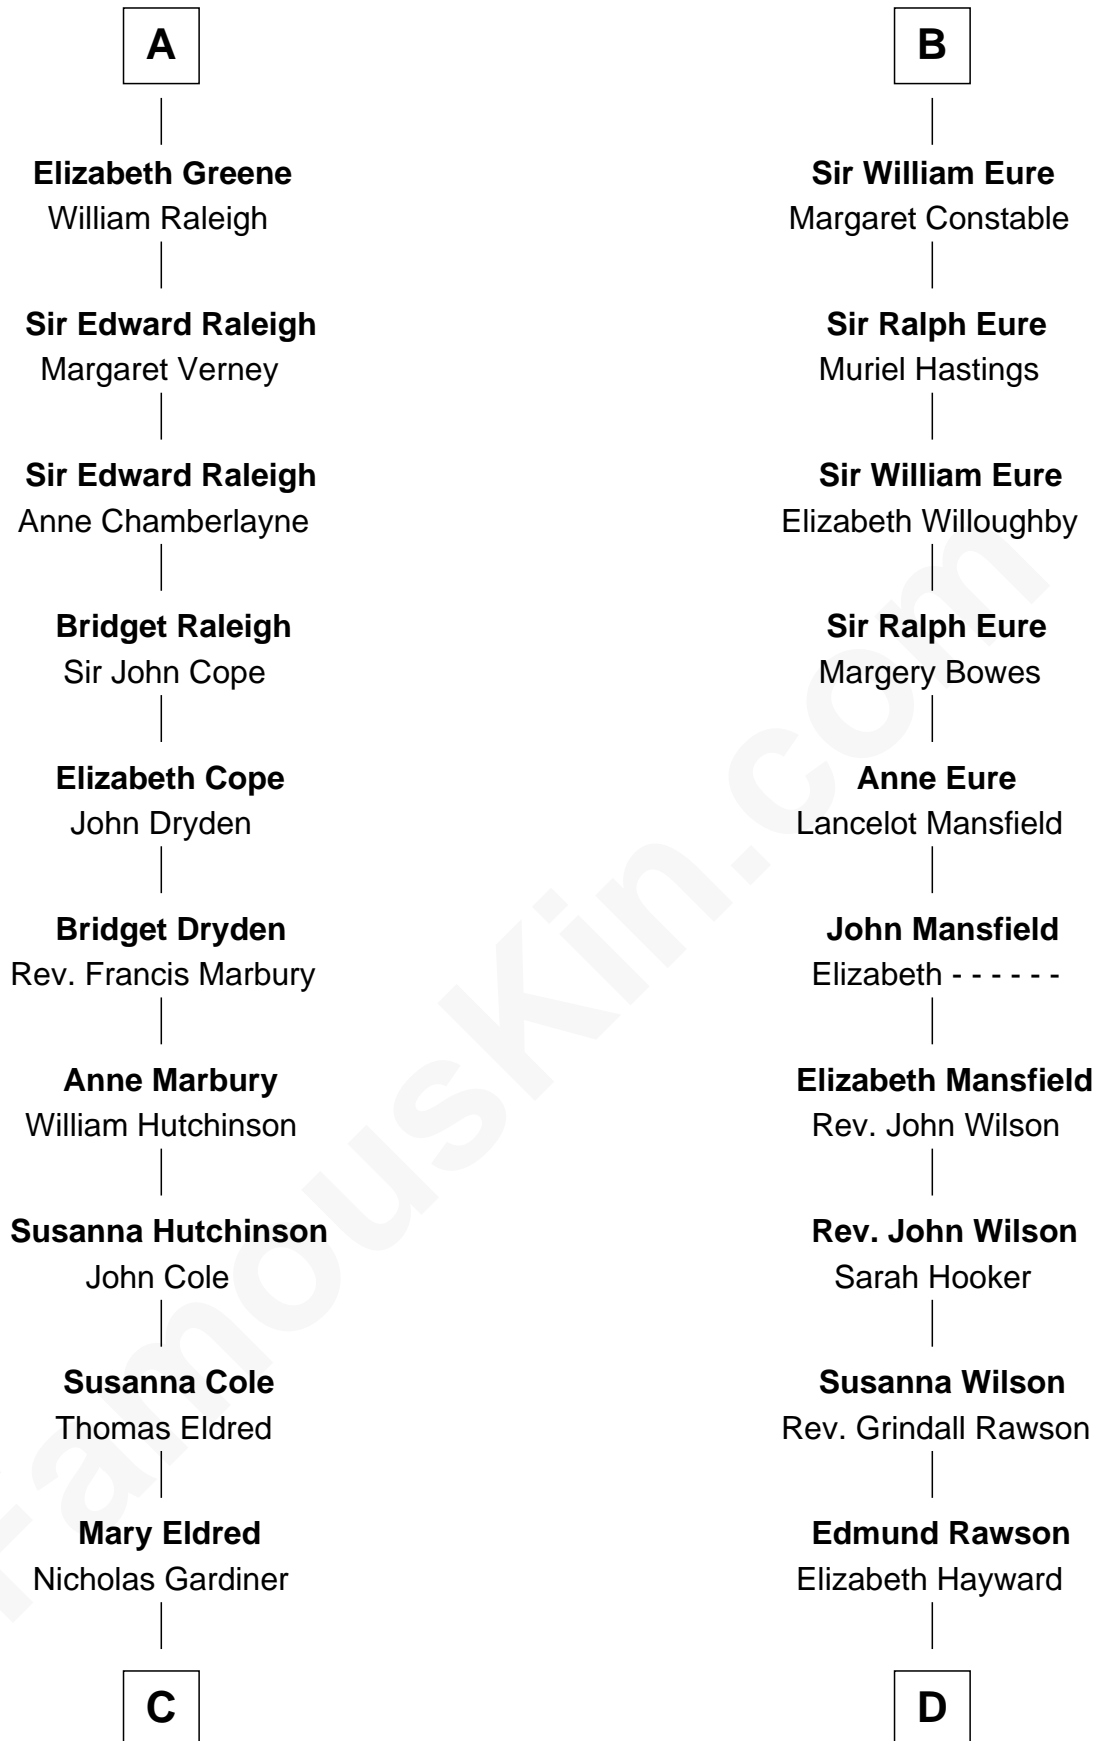 A
Elizabeth Greene
William Raleigh
Sir Edward Raleigh
Margaret Verney
Sir Edward Raleigh
Anne Chamberlayne
Bridget Raleigh
Sir John Cope
Elizabeth Cope
John Dryden
Bridget Dryden
Rev. Francis Marbury
Anne Marbury
William Hutchinson
Susanna Hutchinson
John Cole
Susanna Cole
Thomas Eldred
Mary Eldred
Nicholas Gardiner
C
B
Sir William Eure
Margaret Constable
Sir Ralph Eure
Muriel Hastings
Sir William Eure
Elizabeth Willoughby
Sir Ralph Eure
Margery Bowes
Anne Eure
Lancelot Mansfield
John Mansfield
Elizabeth - - - - - -
Elizabeth Mansfield
Rev. John Wilson
Rev. John Wilson
Sarah Hooker
Susanna Wilson
Rev. Grindall Rawson
Edmund Rawson
Elizabeth Hayward
D
FamousKin.com